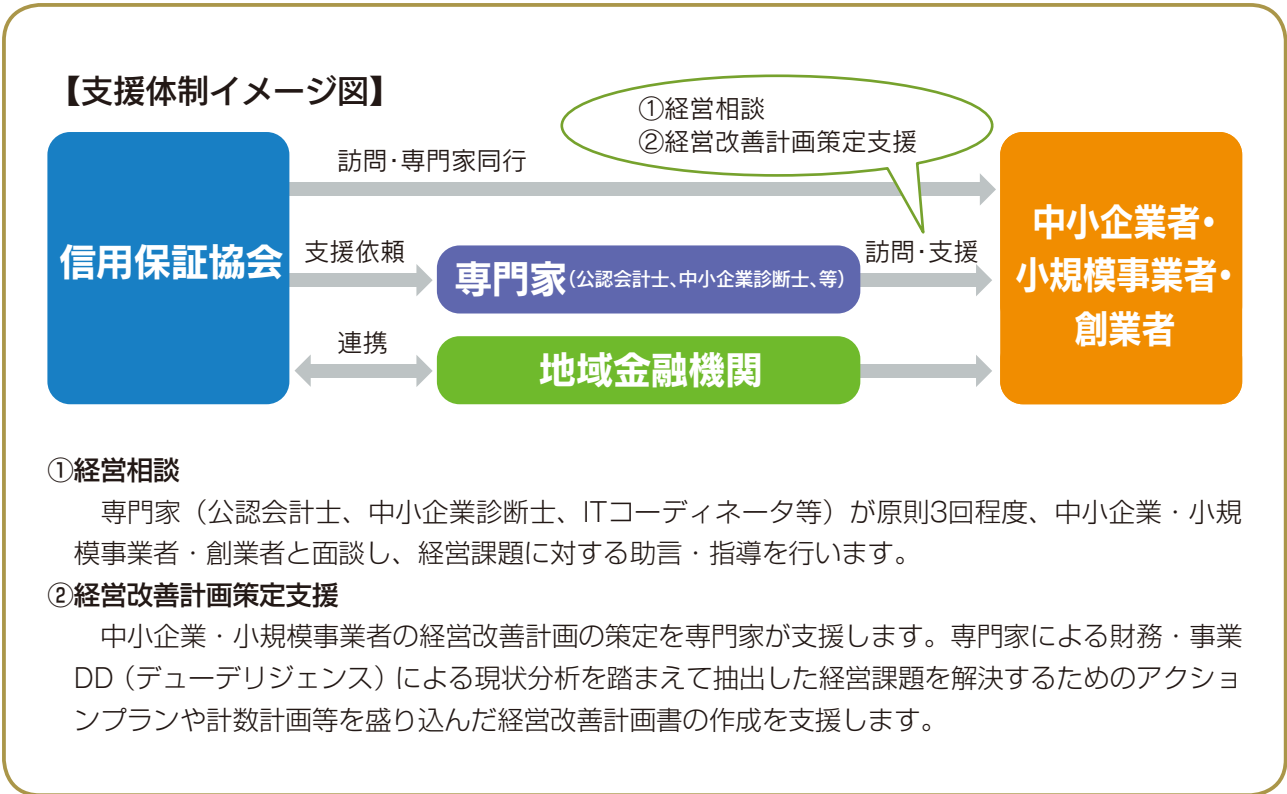 【支援体制イメージ図】
①経営相談
②経営改善計画策定支援
訪問・専門家同行
信用保証協会
支援依頼
専門家(公認会計士、中小企業診断士、等)
訪問・支援
中小企業者・
小規模事業者・
創業者
連携
地域金融機関
①経営相談
専門家（公認会計士、中小企業診断士、ITコーディネータ等）が原則3回程度、中小企業・小規
模事業者・創業者と面談し、経営課題に対する助言・指導を行います。
②経営改善計画策定支援
中小企業・小規模事業者の経営改善計画の策定を専門家が支援します。専門家による財務・事業
DD（デューデリジェンス）による現状分析を踏まえて抽出した経営課題を解決するためのアクショ
ンプランや計数計画等を盛り込んだ経営改善計画書の作成を支援します。